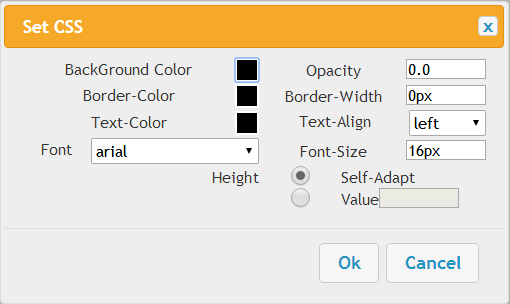 Set CSS x
BackGround Color Opacity 0.0
Border-Color Border-Width 0px
Text-Color Text-Align left
Font arial Font-Size 16px
Height Self-Adapt
Value
Ok Cancel